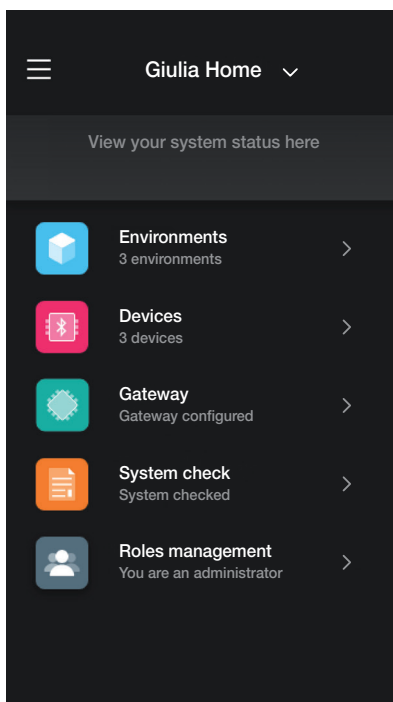 Giulia Home
View your system status here
Environments
3 environments
Devices
3 devices
Gateway
Gateway configured
System check
System checked
Roles management
You are an administrator